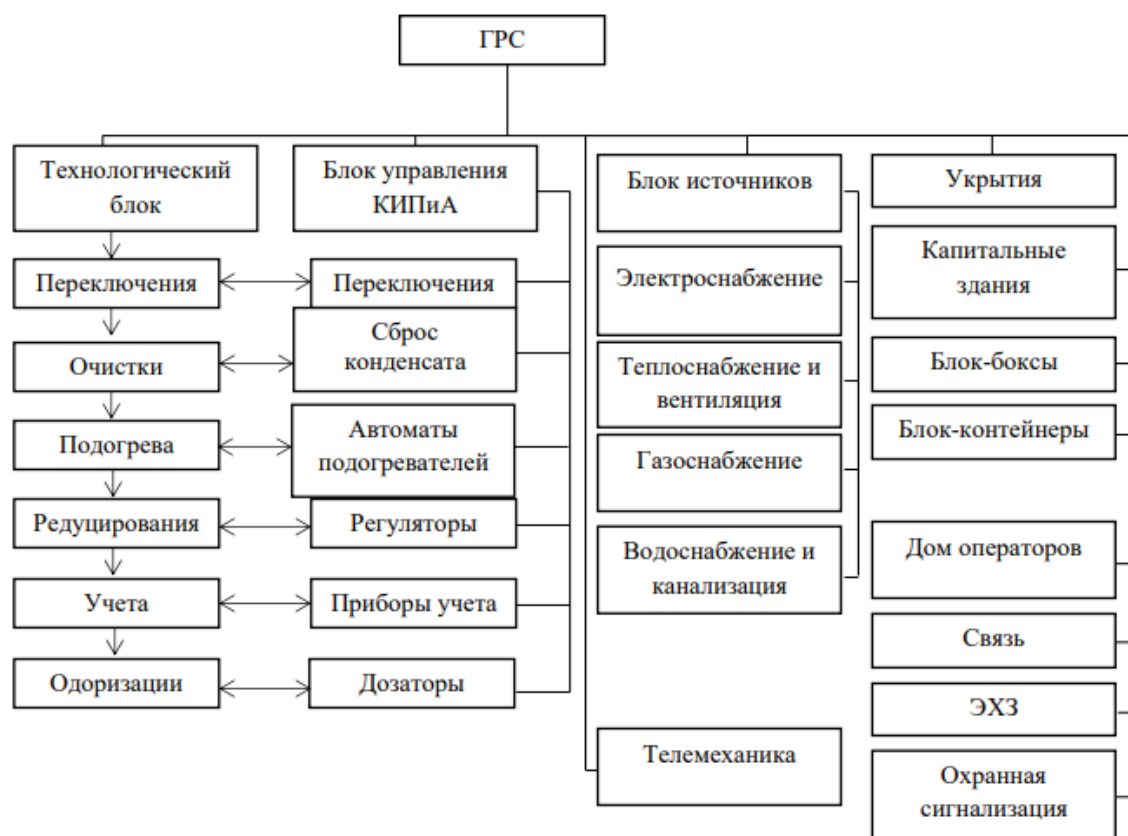 ГРС
Технологический
блок
Переключения
Очистки
Подогрева
Редуцирования
Учета
Одоризации
Блок управления
КИПиА
Переключения
Сброс
конденсата
Автоматы
подогревателей
Регуляторы
Приборы учета
Дозаторы
Блок источников
Электроснабжение
Теплоснабжение и
вентиляция
Газоснабжение
Водоснабжение и
канализация
Телемеханика
Укрытия
Капитальные
здания
Блок-боксы
Блок-контейнеры
Дом операторов
Связь
ЭХЗ
Охранная
сигнализация